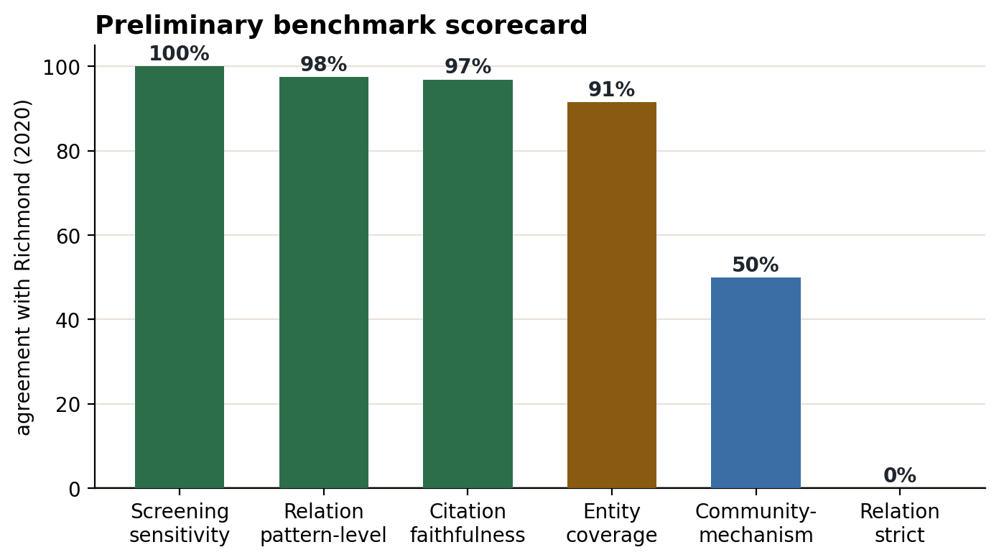 Preliminary benchmark scorecard
agreement with Richmond (2020)
100
80
60
40
20
0
100%
98%
97%
91%
50%
0%
Screening
sensitivity
Relation
pattern-level
Citation
faithfulness
Entity
coverage
Community-
mechanism
Relation
strict